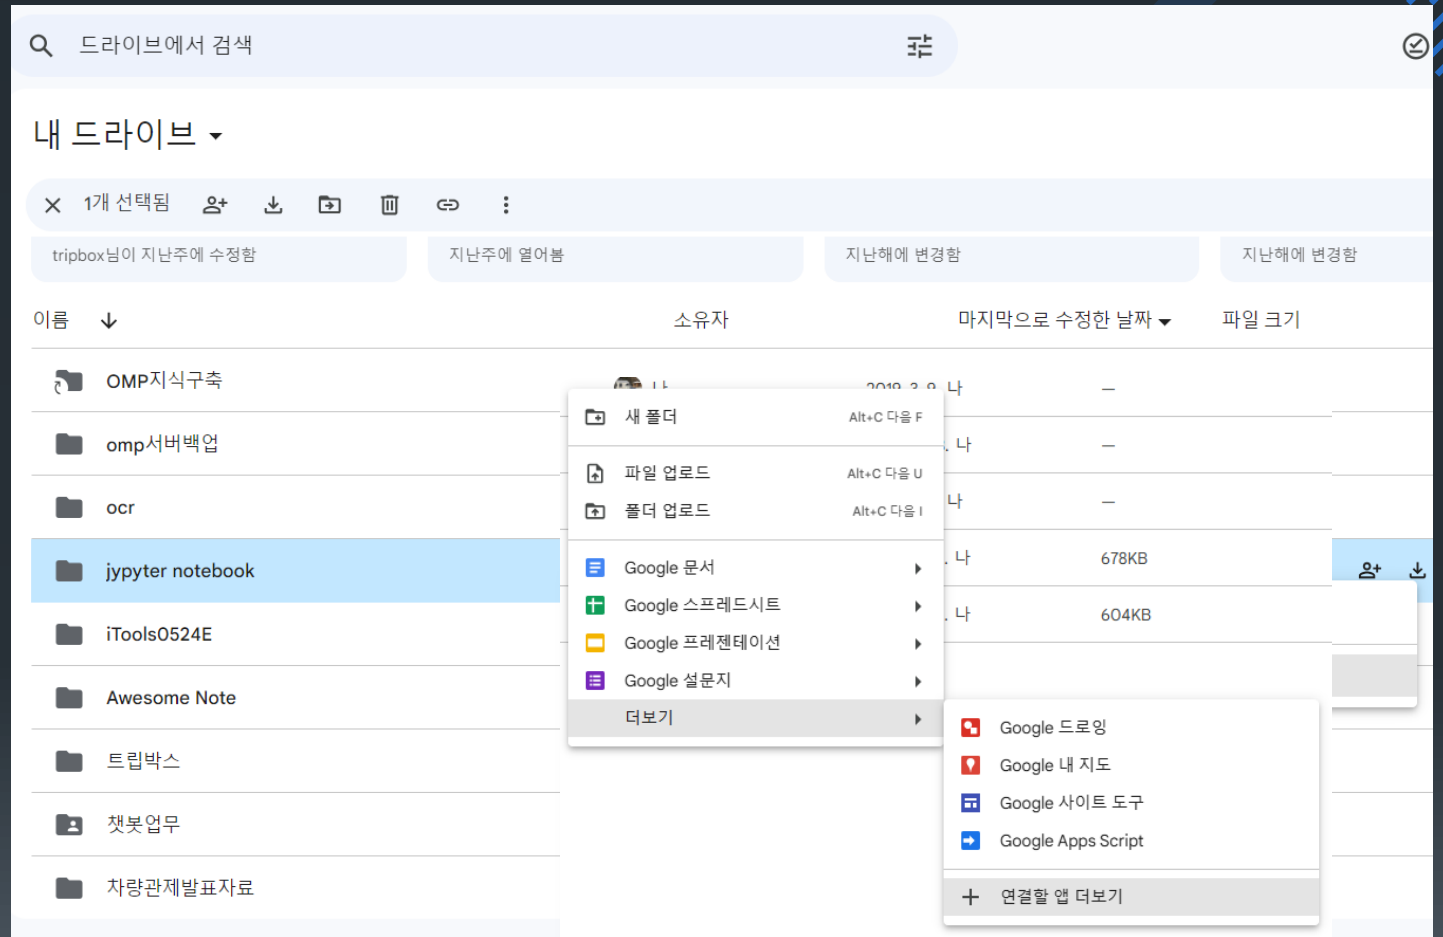 드라이브에서 검색
내 드라이브
1개 선택됨
tripbox님이 지난주에 수정함
지난주에 열어봄
지난해에 변경함
지난해에 변경함
이름 소유자 마지막으로 수정한 날짜 파일 크기
OMP지식구축
나 2019. 3. 9. 나 —
omp서버백업
. 나 —
ocr
나 —
jypyter notebook
. 나 678KB
iTools0524E
. 나 604KB
Awesome Note
트립박스
챗봇업무
차량관제발표자료
새 폴더 Alt+C 다음 F
파일 업로드 Alt+C 다음 U
폴더 업로드 Alt+C 다음 I
Google 문서
Google 스프레드시트
Google 프레젠테이션
Google 설문지
더보기
Google 드로잉
Google 내 지도
Google 사이트 도구
Google Apps Script
연결할 앱 더보기